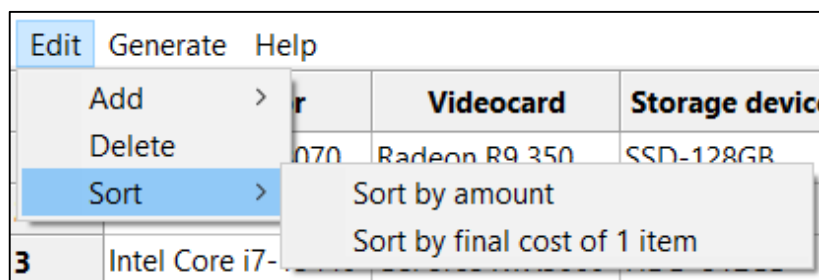 Edit Generate Help
Add > r Videocard Storage devic
Delete 070 Radeon R9 350 SSD-128GB
Sort > Sort by amount
Sort by final cost of 1 item
3 Intel Core i7-